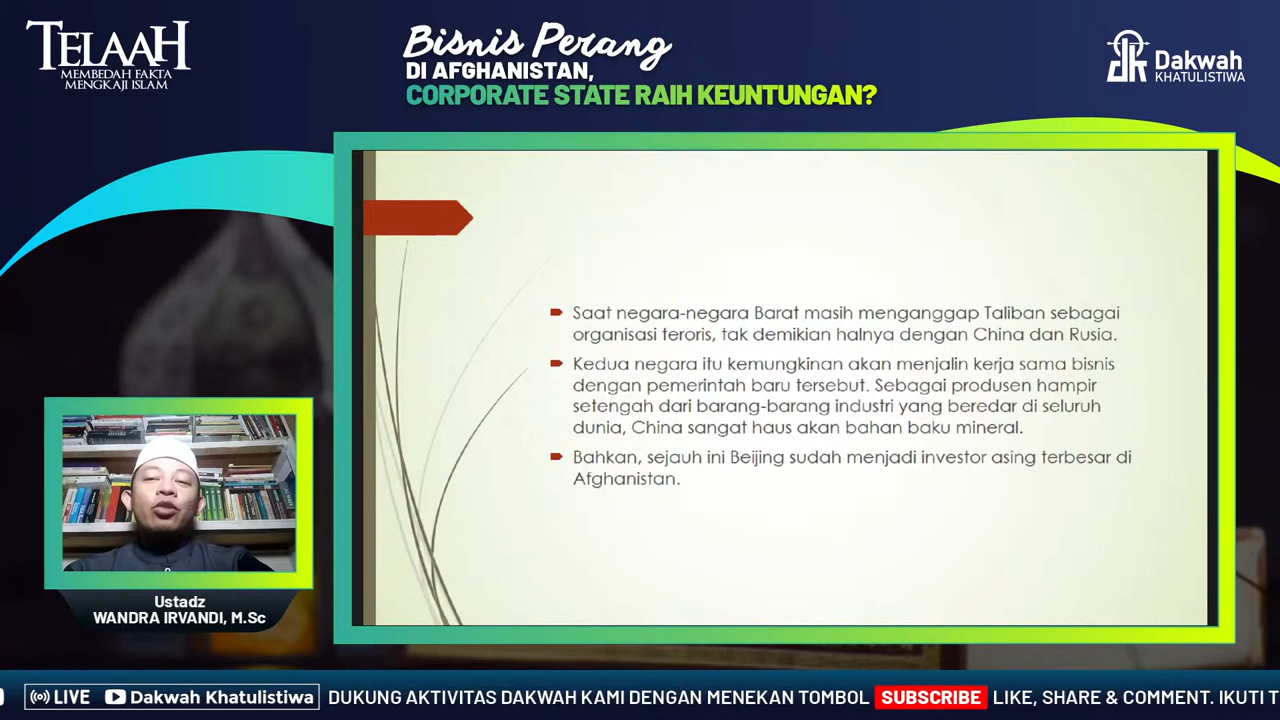 TELAAH
MEMBEDAH FAKTA
MENGKAJI ISLAM
Bisnis Perang
DI AFGHANISTAN,
CORPORATE STATE RAIH KEUNTUNGAN?
Dakwah
KHATULISTIWA
Saat negara-negara Barat masih menganggap Taliban sebagai
organisasi teroris, tak demikian halnya dengan China dan Rusia.
Kedua negara itu kemungkinan akan menjalin kerja sama bisnis
dengan pemerintah baru tersebut. Sebagai produsen hampir
setengah dari barang-barang industri yang beredar di seluruh
dunia, China sangat haus akan bahan baku mineral.
Bahkan, sejauh ini Beijing sudah menjadi investor asing terbesar di
Afghanistan.
Ustadz
WANDRA IRVANDI, M.Sc
LIVE Dakwah Khatulistiwa DUKUNG AKTIVITAS DAKWAH KAMI DENGAN MENEKAN TOMBOL SUBSCRIBE LIKE, SHARE & COMMENT. IKUTI T